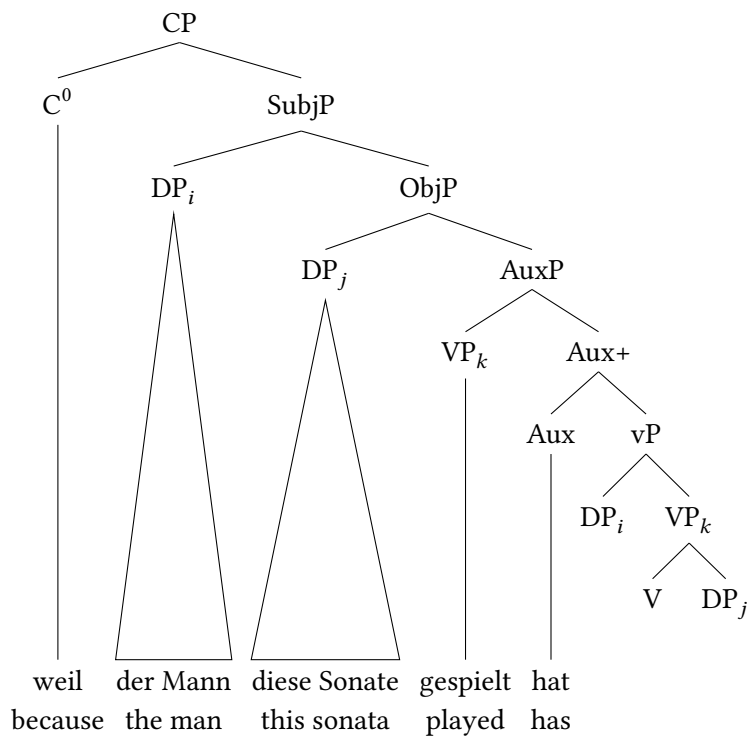 CP
C⁰ SubjP
DPᵢ ObjP
DPⱼ AuxP
VPₖ Aux+
Aux vP
DPᵢ VPₖ
V DPⱼ
weil der Mann diese Sonate gespielt hat
because the man this sonata played has